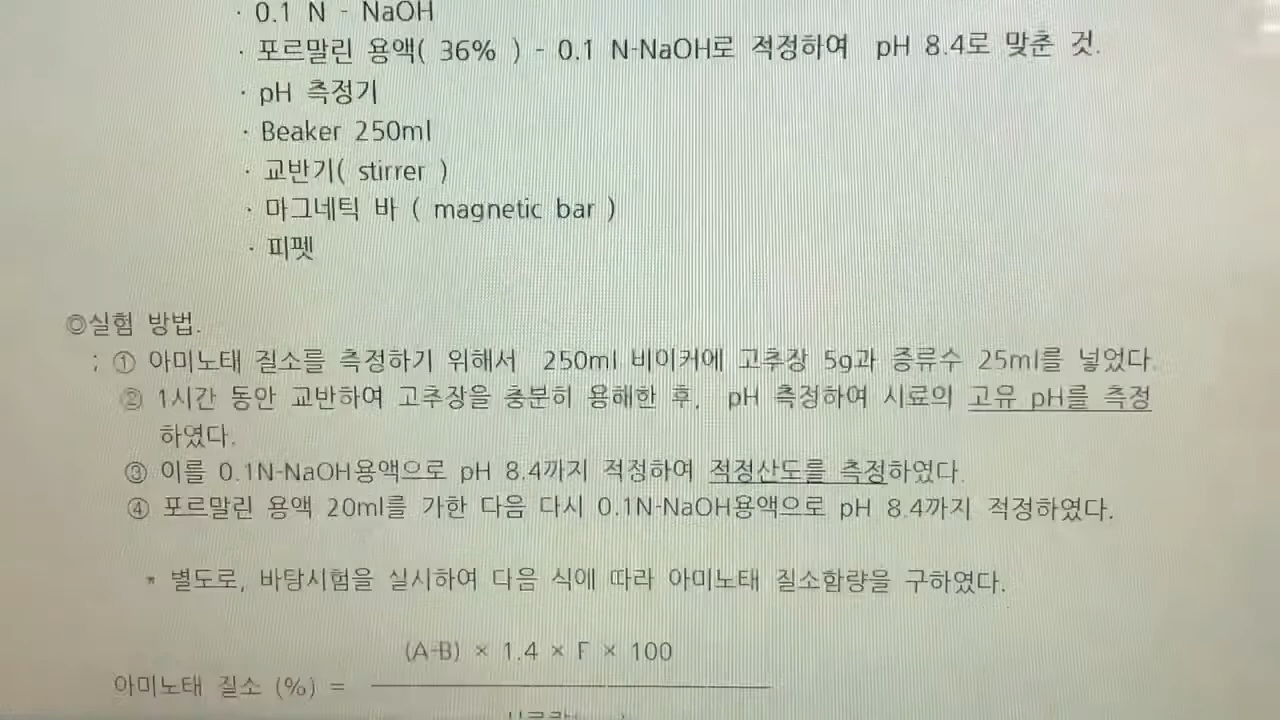 · 0.1 N - NaOH
· 포르말린 용액( 36% ) - 0.1 N-NaOH로 적정하여 pH 8.4로 맞춘 것.
· pH 측정기
· Beaker 250ml
· 교반기( stirrer )
· 마그네틱 바 ( magnetic bar )
· 피펫
◎실험 방법.
; ① 아미노태 질소를 측정하기 위해서 250ml 비이커에 고추장 5g과 증류수 25ml를 넣었다.
② 1시간 동안 교반하여 고추장을 충분히 용해한 후, pH 측정하여 시료의 고유 pH를 측정
하였다.
③ 이를 0.1N-NaOH용액으로 pH 8.4까지 적정하여 적정산도를 측정하였다.
④ 포르말린 용액 20ml를 가한 다음 다시 0.1N-NaOH용액으로 pH 8.4까지 적정하였다.
* 별도로, 바탕시험을 실시하여 다음 식에 따라 아미노태 질소함량을 구하였다.
(A-B) × 1.4 × F × 100
아미노태 질소 (%) =